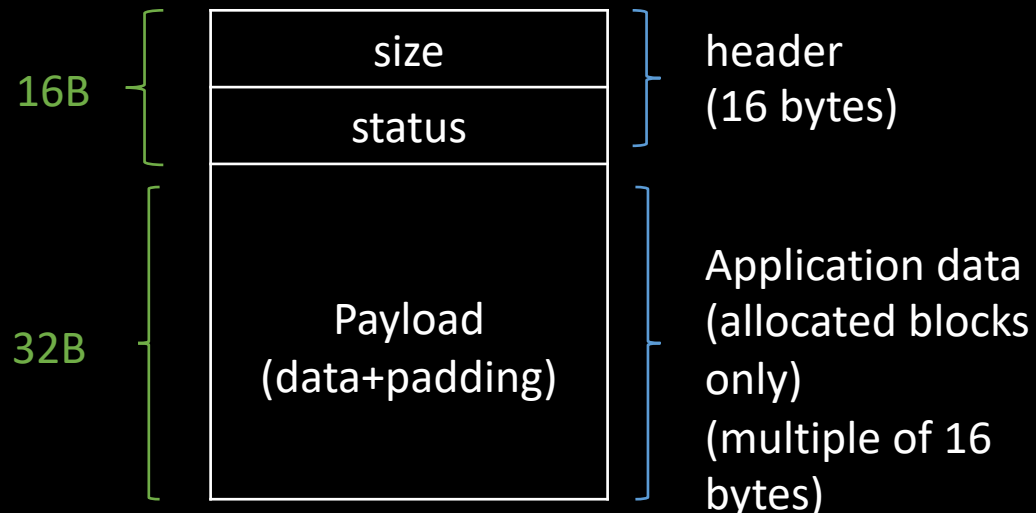 16B
size
status
header
(16 bytes)
32B
Payload
(data+padding)
Application data
(allocated blocks
only)
(multiple of 16
bytes)